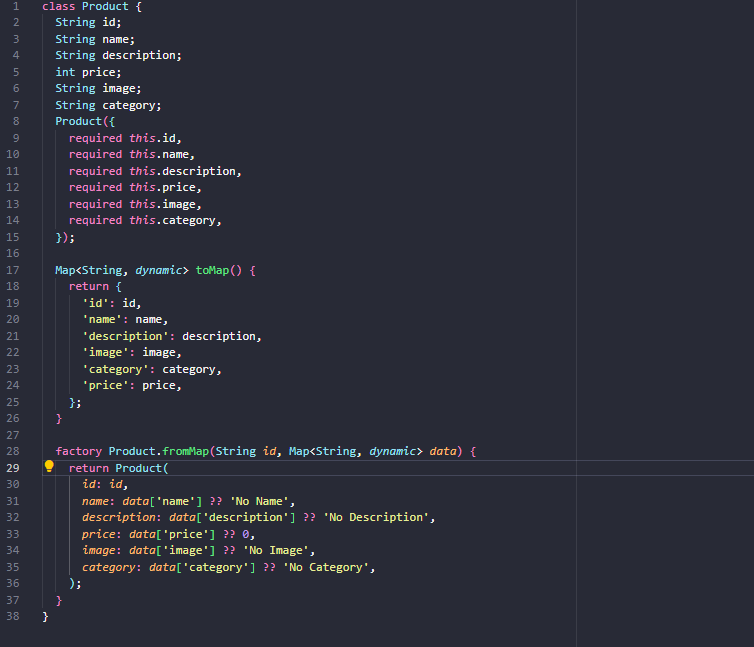 1 class Product {
2 String id;
3 String name;
4 String description;
5 int price;
6 String image;
7 String category;
8 Product({
9 required this.id,
10 required this.name,
11 required this.description,
12 required this.price,
13 required this.image,
14 required this.category,
15 });
16
17 Map<String, dynamic> toMap() {
18 return {
19 'id': id,
20 'name': name,
21 'description': description,
22 'image': image,
23 'category': category,
24 'price': price,
25 };
26 }
27
28 factory Product.fromMap(String id, Map<String, dynamic> data) {
29 return Product(
30 id: id,
31 name: data['name'] ?? 'No Name',
32 description: data['description'] ?? 'No Description',
33 price: data['price'] ?? 0,
34 image: data['image'] ?? 'No Image',
35 category: data['category'] ?? 'No Category',
36 );
37 }
38 }